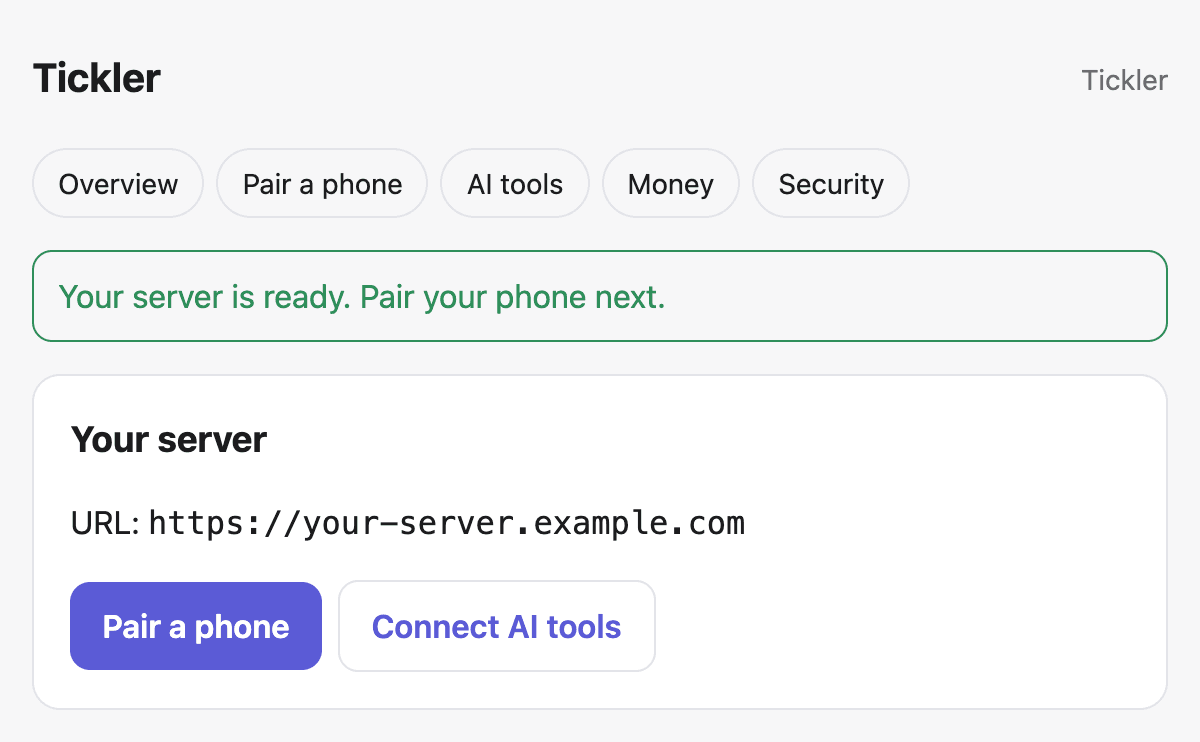 Tickler
Tickler
Overview
Pair a phone
AI tools
Money
Security
Your server is ready. Pair your phone next.
Your server
URL: https://your-server.example.com
Pair a phone
Connect AI tools